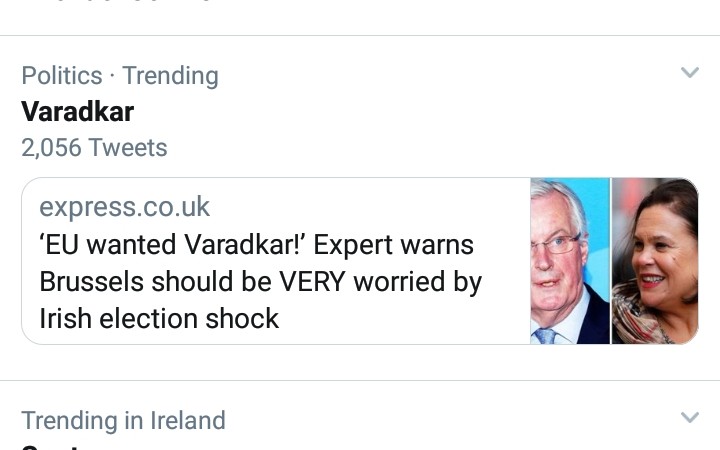 Politics · Trending
Varadkar
2,056 Tweets
express.co.uk
‘EU wanted Varadkar!’ Expert warns
Brussels should be VERY worried by
Irish election shock
Trending in Ireland